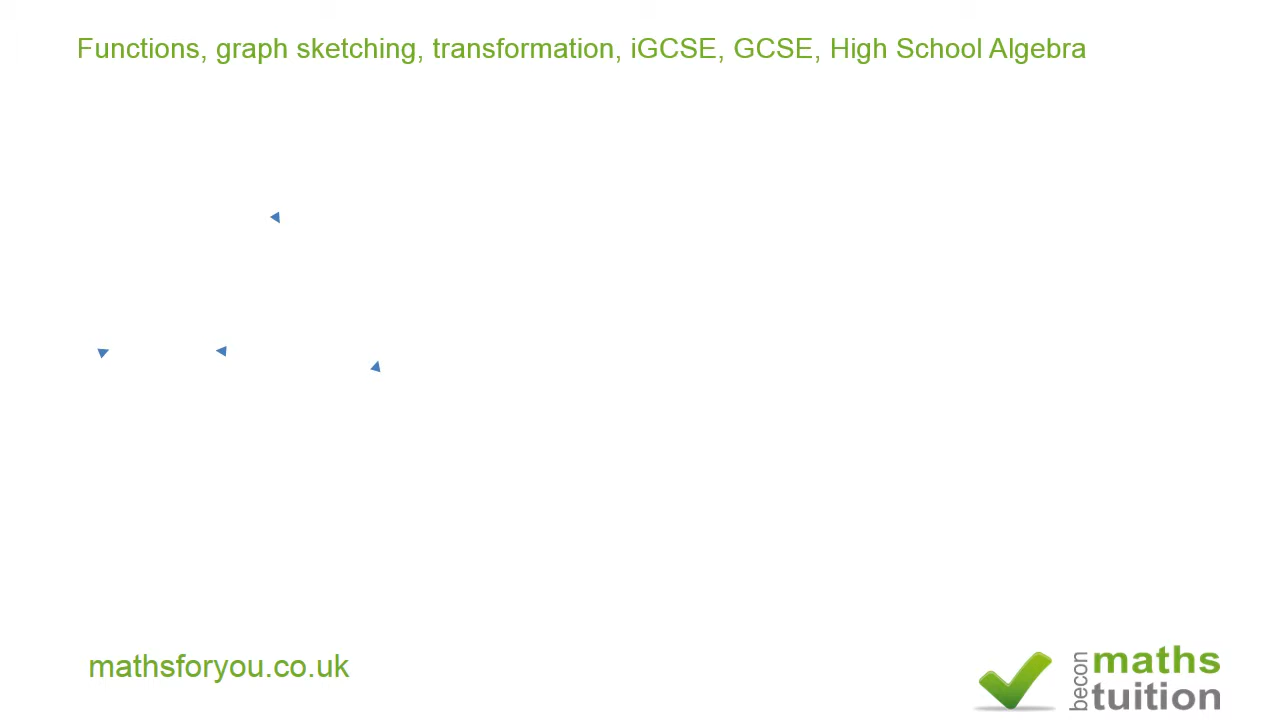 Functions, graph sketching, transformation, iGCSE, GCSE, High School Algebra
mathsforyou.co.uk
becon
maths
tuition